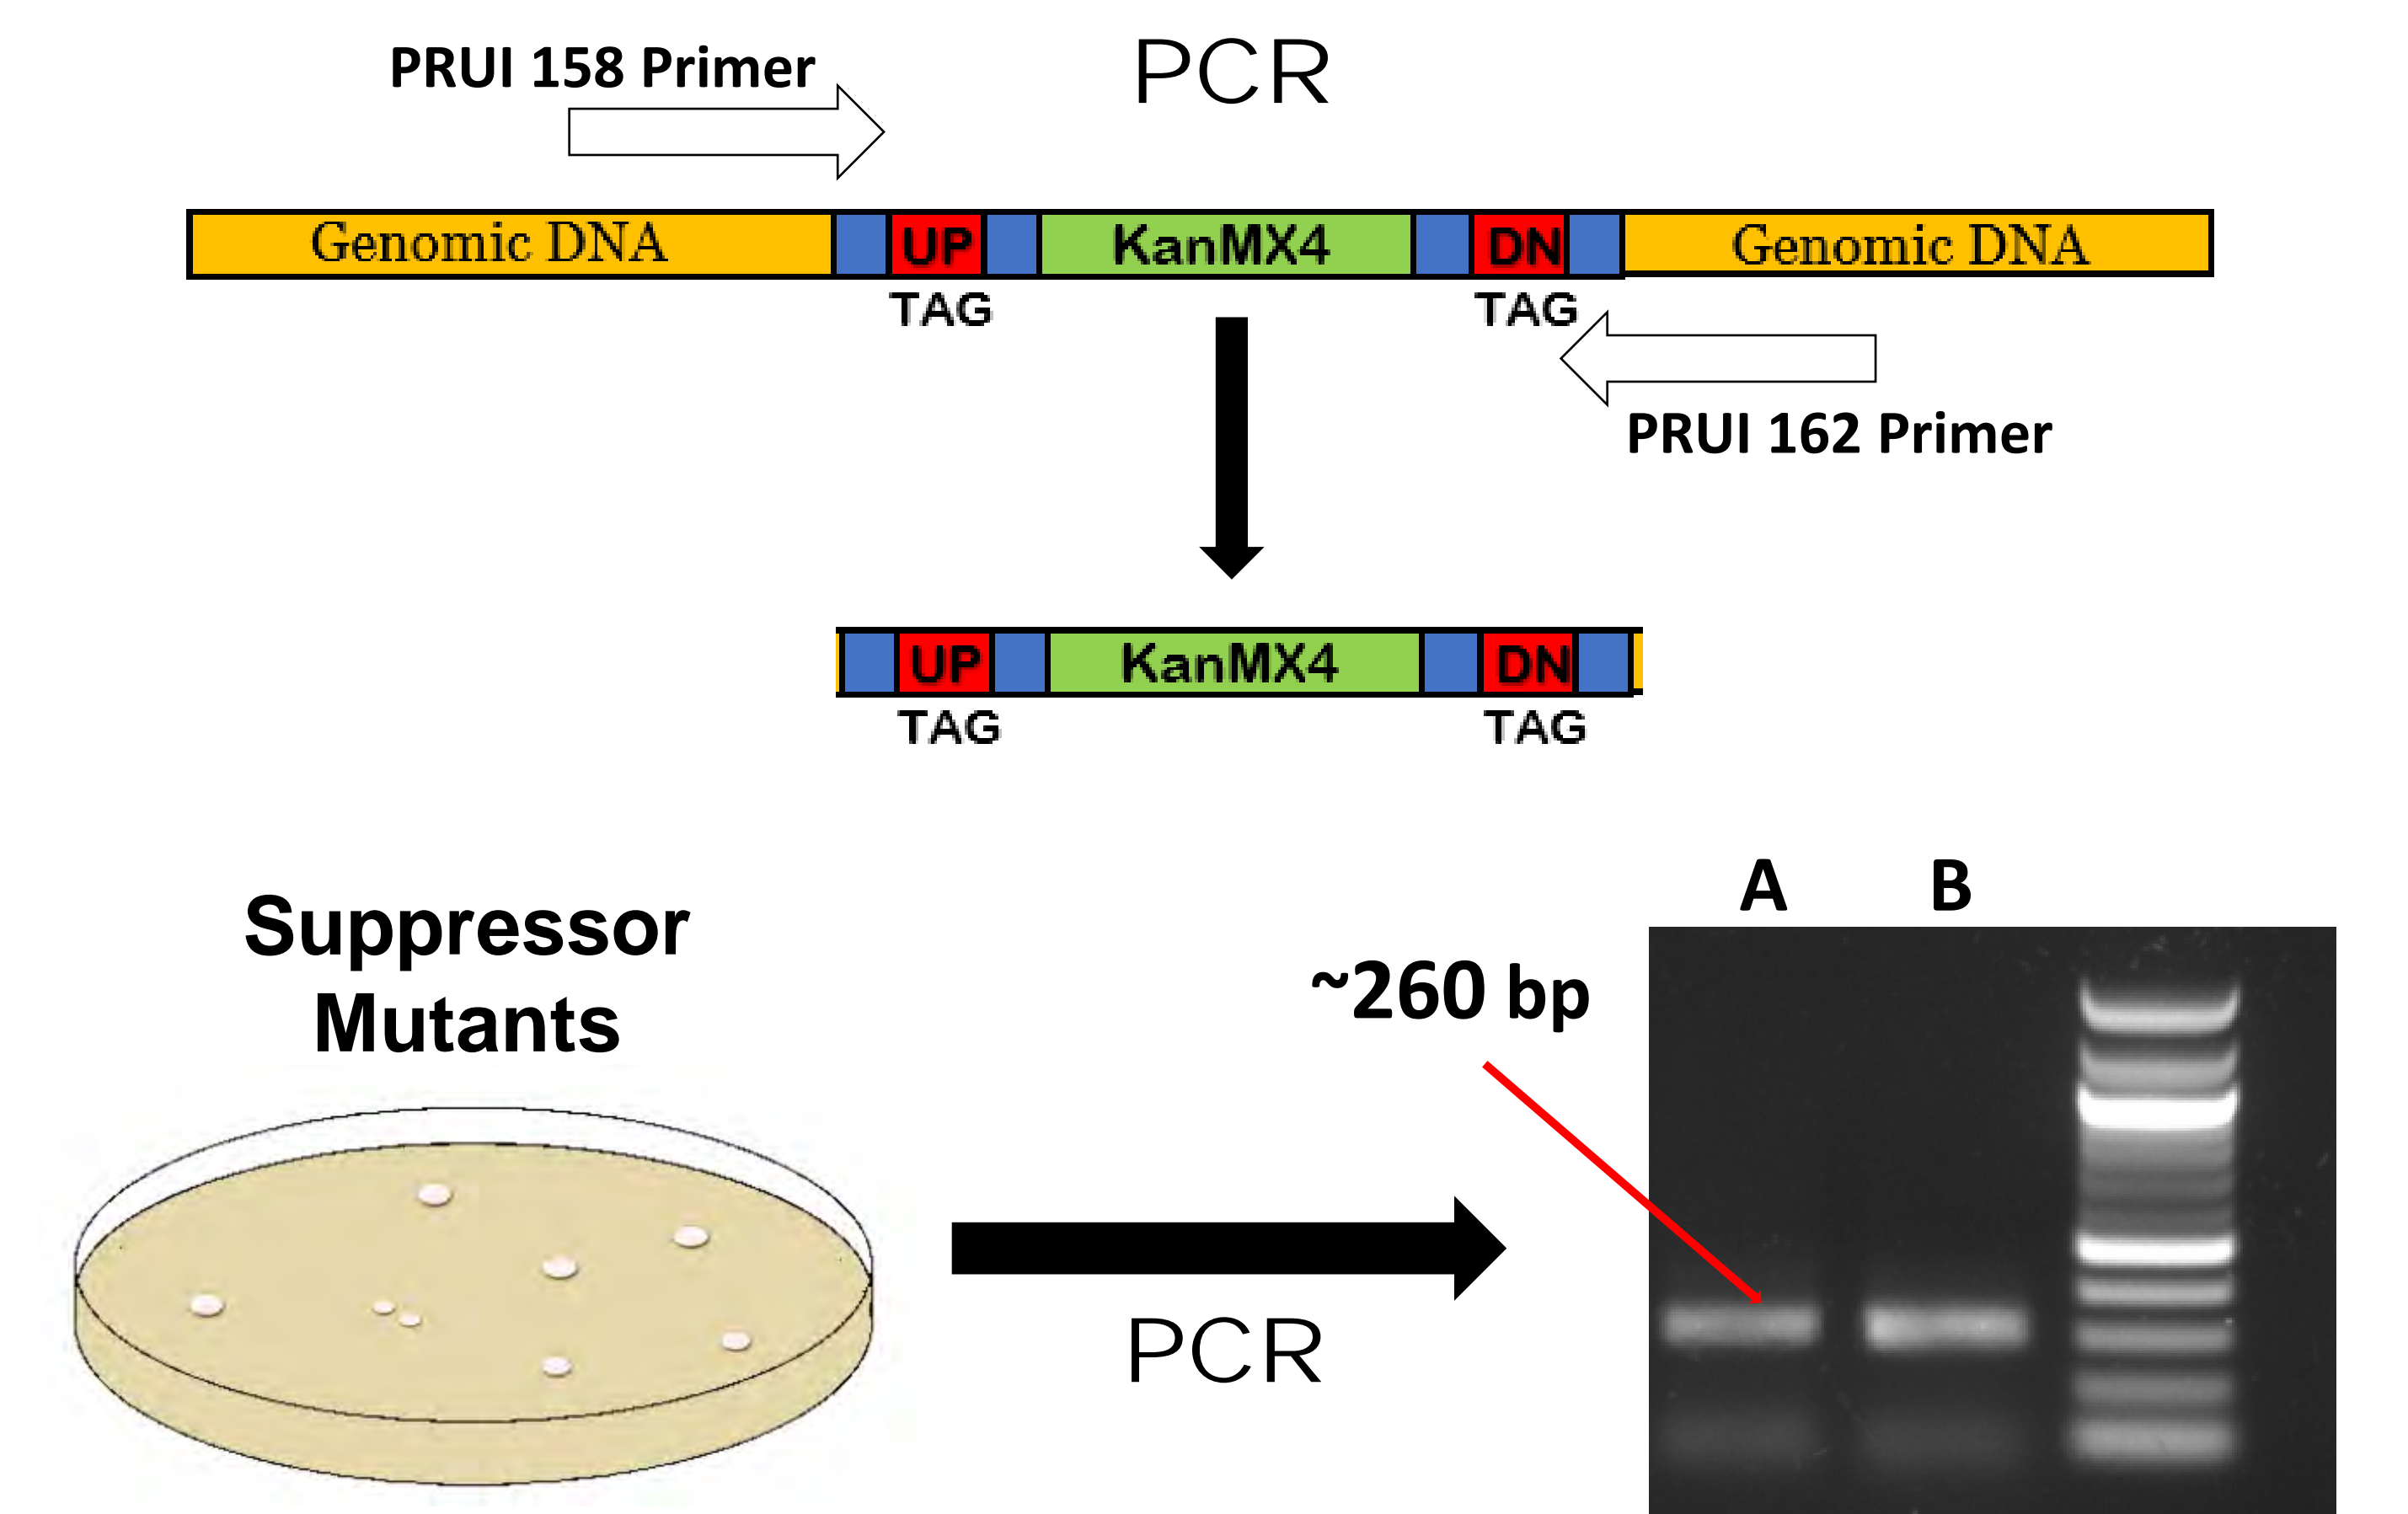 PRUI 158 Primer
PCR
Genomic DNA
UP
KanMX4
DN
Genomic DNA
TAG
TAG
PRUI 162 Primer
UP
KanMX4
DN
TAG
TAG
Suppressor
Mutants
A
B
~260 bp
PCR